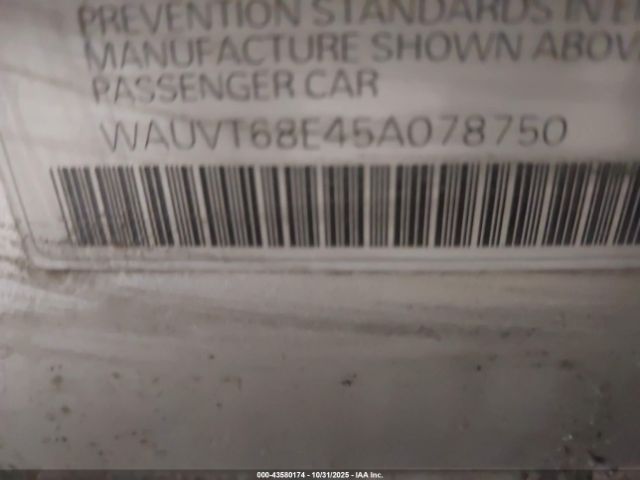 PREVENTION STANDARDS IN
MANUFACTURE SHOWN ABOV
PASSENGER CAR
WAUVT68E45A078750
000-43580174 - 10/31/2025 - IAA Inc.